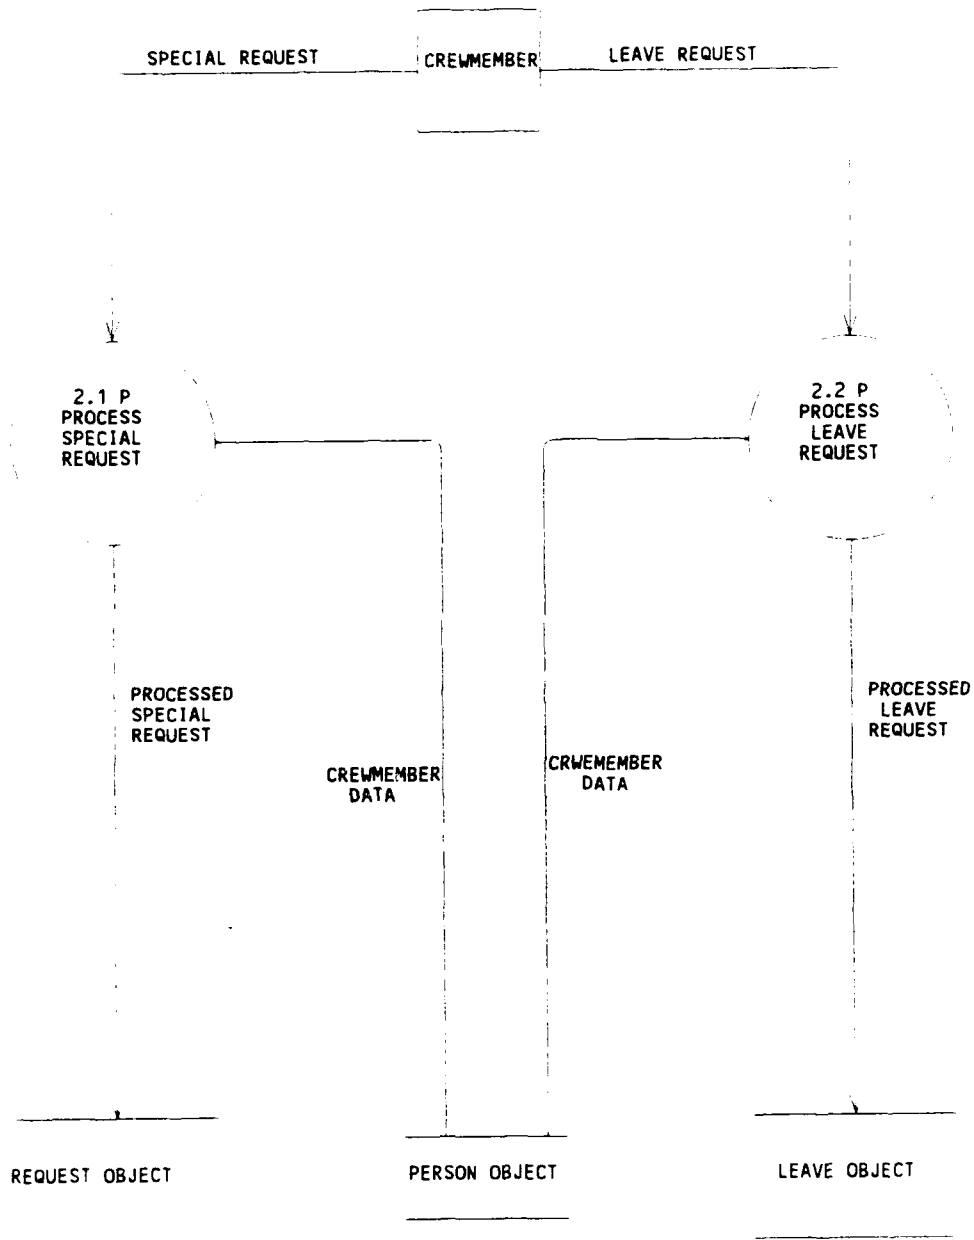 SPECIAL REQUEST
CREWMEMBER
LEAVE REQUEST
2.1 P
PROCESS
SPECIAL
REQUEST
2.2 P
PROCESS
LEAVE
REQUEST
PROCESSED
SPECIAL
REQUEST
PROCESSED
LEAVE
REQUEST
CREWMEMBER
DATA
CRWEMEMBER
DATA
REQUEST OBJECT
PERSON OBJECT
LEAVE OBJECT